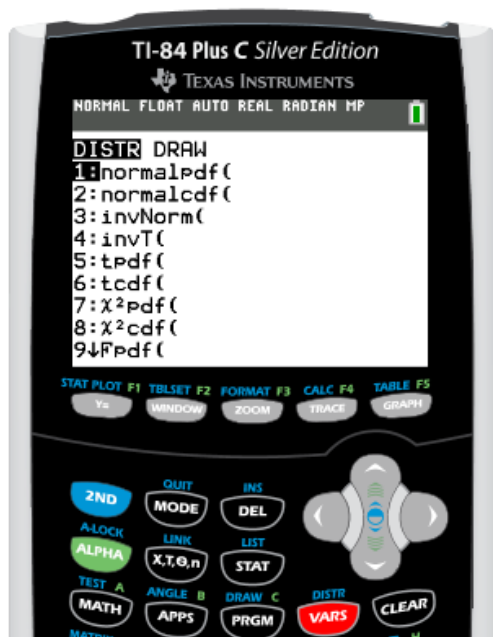 TI-84 Plus C Silver Edition
TEXAS INSTRUMENTS
NORMAL FLOAT AUTO REAL RADIAN MP
DISTR DRAW
1:normalpdf(
2:normalcdf(
3:invNorm(
4:invT(
5:tpdf(
6:tcdf(
7:χ²pdf(
8:χ²cdf(
9↓Fpdf(
STAT PLOT F1 TBLSET F2 FORMAT F3 CALC F4 TABLE F5
Y= WINDOW ZOOM TRACE GRAPH
QUIT INS
2ND MODE DEL
A-LOCK LINK LIST
ALPHA X,T,Θ,n STAT
TEST A ANGLE B DRAW C DISTR
MATH APPS PRGM VARS CLEAR